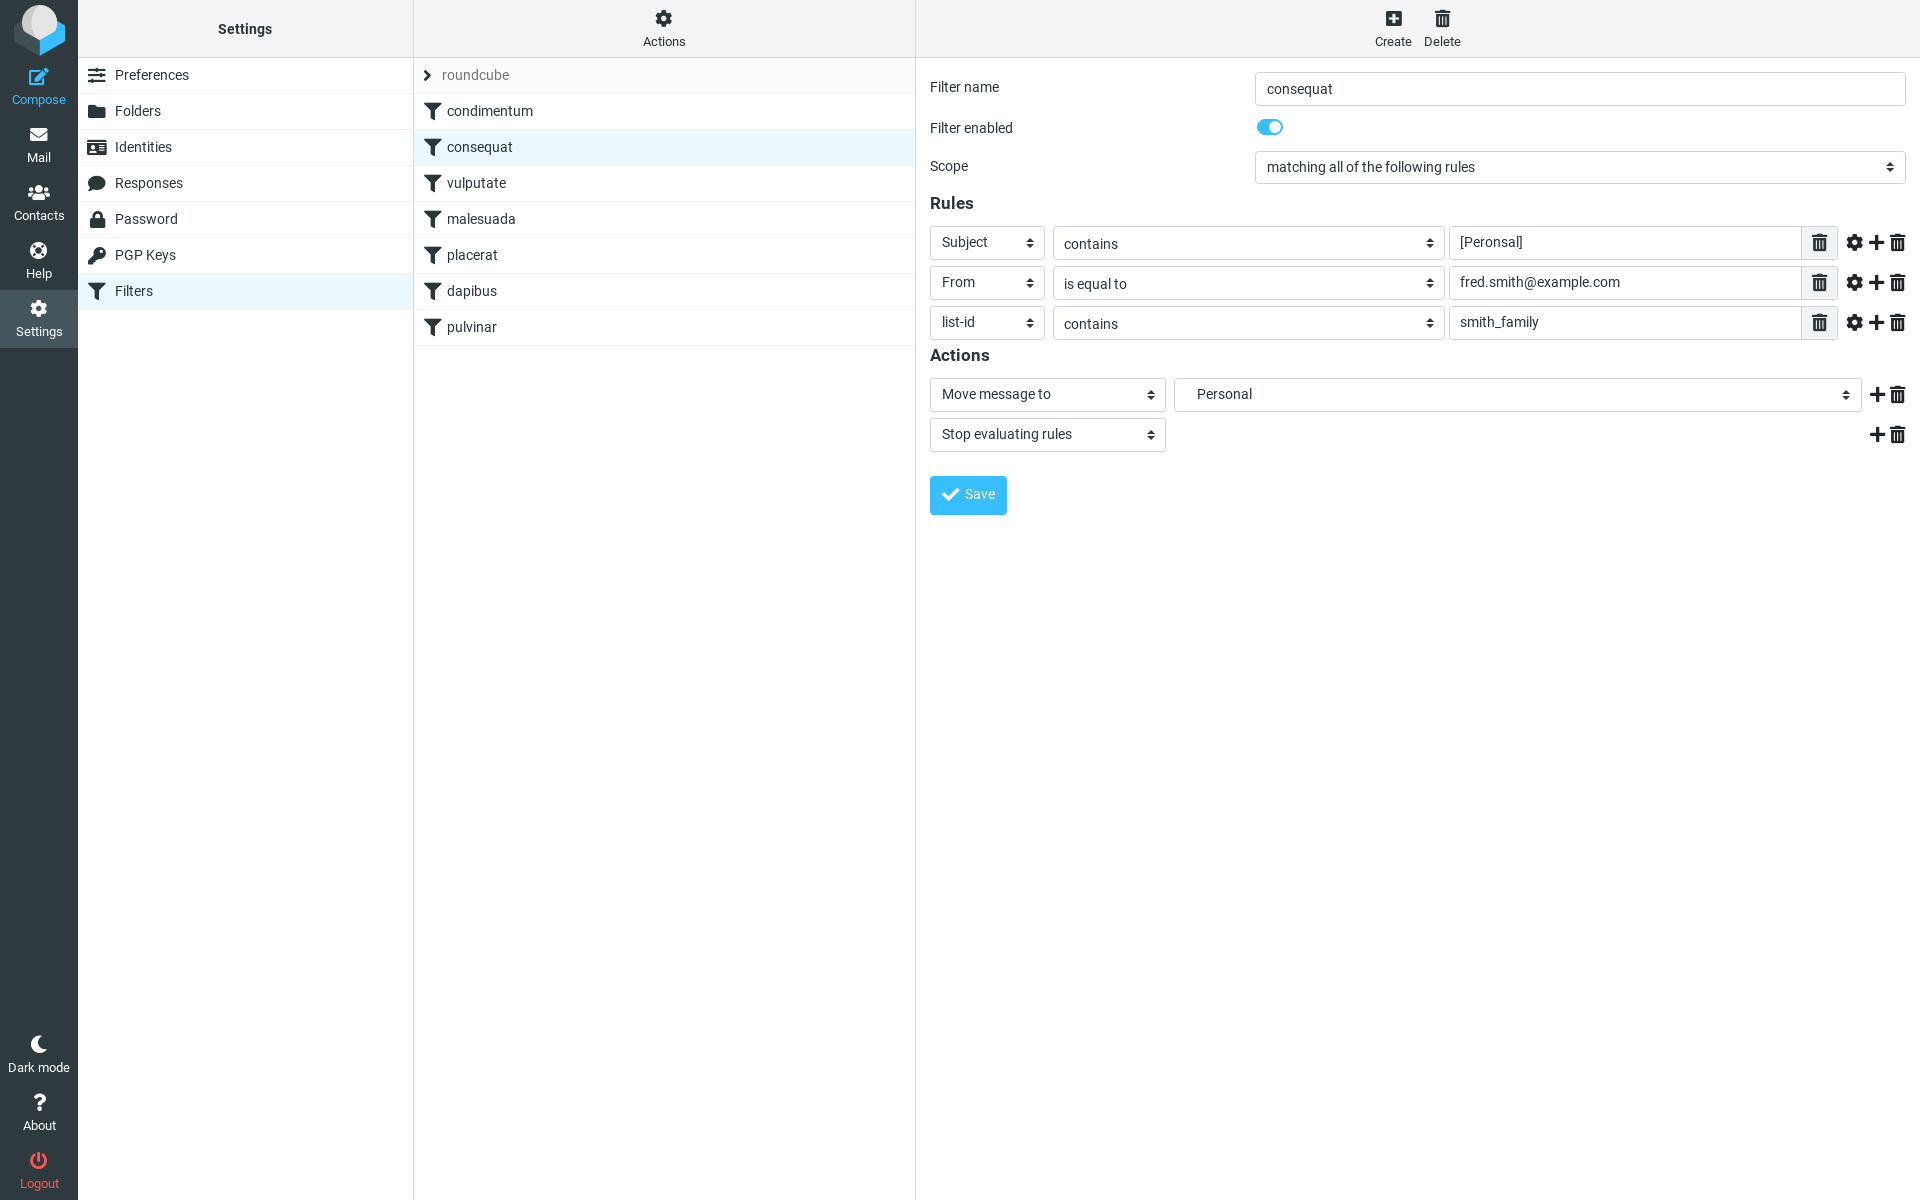 Settings
Actions
Create
Delete
Compose
Mail
Contacts
Help
Settings
Dark mode
About
Logout
Preferences
Folders
Identities
Responses
Password
PGP Keys
Filters
roundcube
condimentum
consequat
vulputate
malesuada
placerat
dapibus
pulvinar
Filter name consequat
Filter enabled
Scope matching all of the following rules
Rules
Subject contains [Peronsal]
From is equal to fred.smith@example.com
list-id contains smith_family
Actions
Move message to Personal
Stop evaluating rules
Save